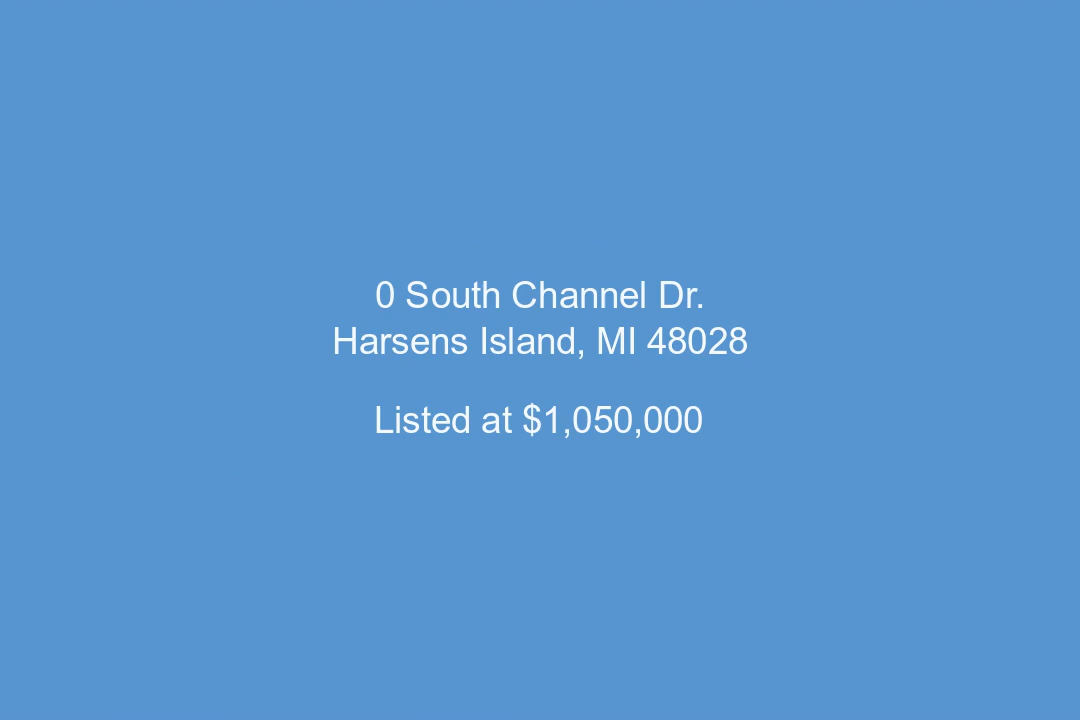 0 South Channel Dr.
Harsens Island, MI 48028
Listed at $1,050,000